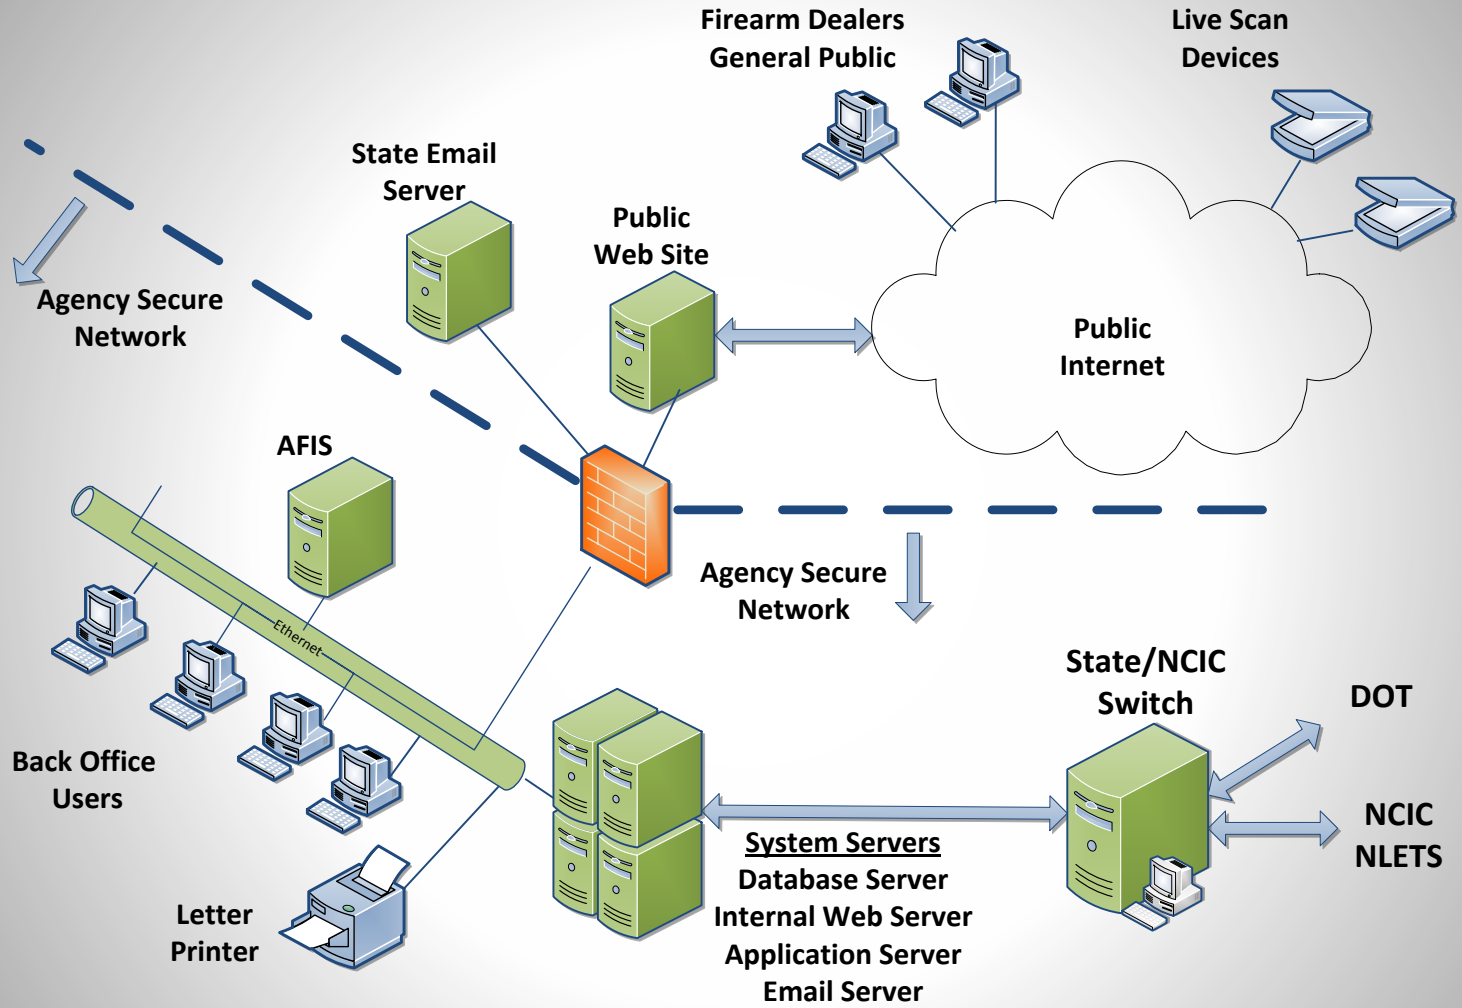 Firearm Dealers
General Public
Live Scan
Devices
State Email
Server
Public
Web Site
Agency Secure
Network
Public
Internet
AFIS
Agency Secure
Network
Ethernet
State/NCIC
Switch
DOT
Back Office
Users
NCIC
NLETS
System Servers
Database Server
Internal Web Server
Application Server
Email Server
Letter
Printer